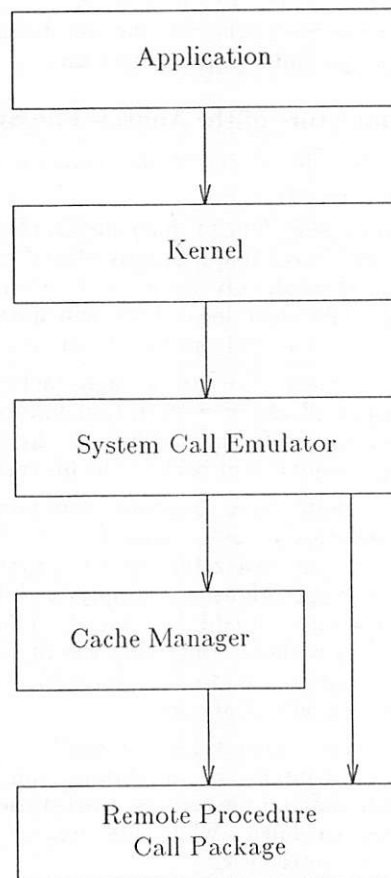 Application
Kernel
System Call Emulator
Cache Manager
Remote Procedure
Call Package